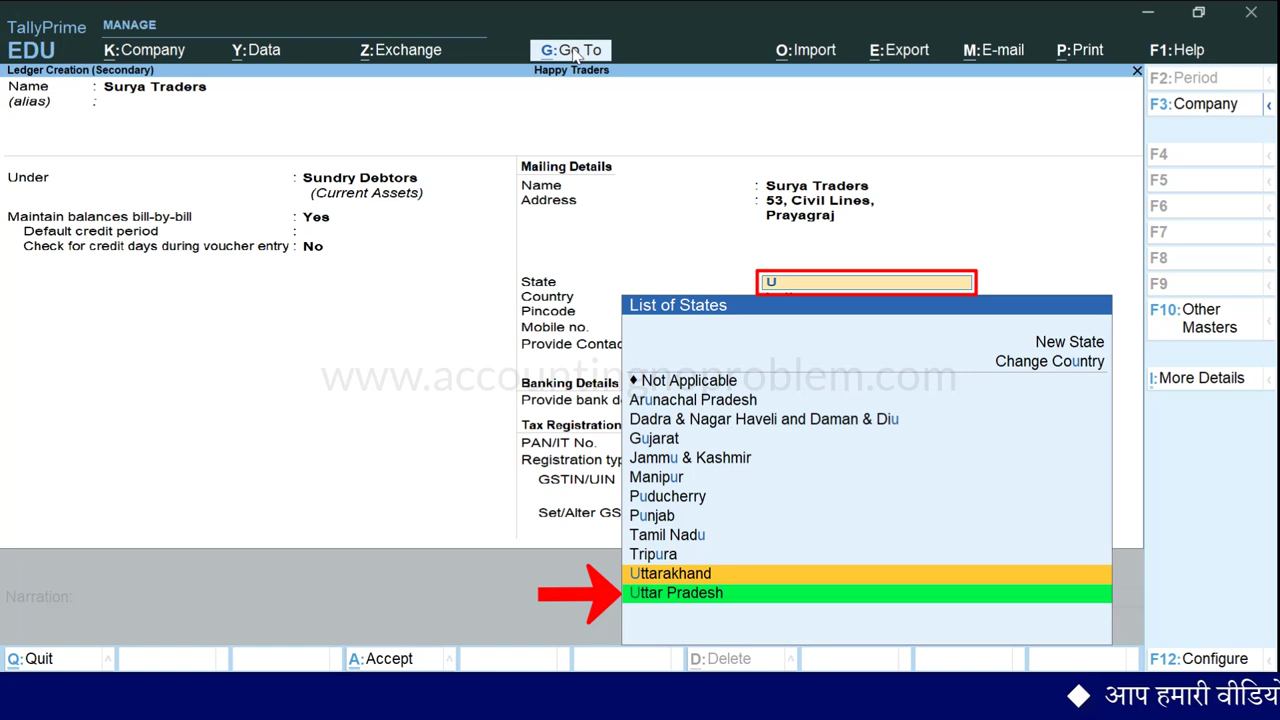 TallyPrime
EDU
MANAGE
K:Company Y:Data Z:Exchange G:Go To O:Import E:Export M:E-mail P:Print F1:Help
Ledger Creation (Secondary) Happy Traders
Name : Surya Traders
(alias) :
Under : Sundry Debtors
(Current Assets)
Maintain balances bill-by-bill : Yes
Default credit period :
Check for credit days during voucher entry : No
Mailing Details
Name : Surya Traders
Address : 53, Civil Lines,
Prayagraj
State U
Country
Pincode
Mobile no.
Provide Contac
Banking Details
Provide bank de
Tax Registration
PAN/IT No.
Registration typ
GSTIN/UIN
Set/Alter GS
List of States
New State
Change Country
♦ Not Applicable
Arunachal Pradesh
Dadra & Nagar Haveli and Daman & Diu
Gujarat
Jammu & Kashmir
Manipur
Puducherry
Punjab
Tamil Nadu
Tripura
Uttarakhand
Uttar Pradesh
www.accountingnoproblem.com
Narration:
F2:Period
F3:Company
F4
F5
F6
F7
F8
F9
F10:Other
Masters
I:More Details
F12:Configure
Q:Quit A:Accept D:Delete
आप हमारी वीडियो